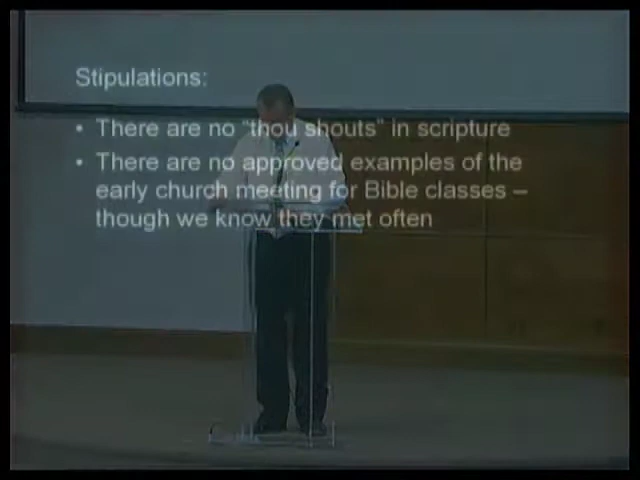 Stipulations:
• There are no “thou shouts” in scripture
• There are no approved examples of the
early church meeting for Bible classes –
though we know they met often